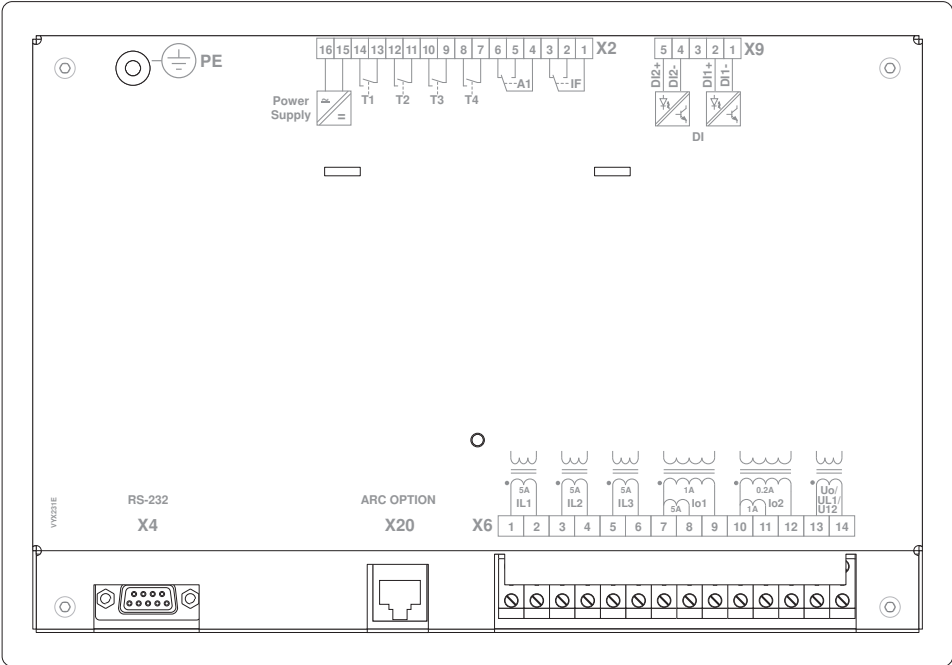 PE
16 15 14 13 12 11 10 9 8 7 6 5 4 3 2 1 X2
5 4 3 2 1 X9
DI2+ DI2- DI1+ DI1-
Power
Supply
T1 T2 T3 T4 A1 IF
DI
VYX231E
RS-232
X4
ARC OPTION
X20
5A
IL1
5A
IL2
5A
IL3
1A
5A Io1
0.2A
1A Io2
Uo/
UL1/
U12
X6 1 2 3 4 5 6 7 8 9 10 11 12 13 14